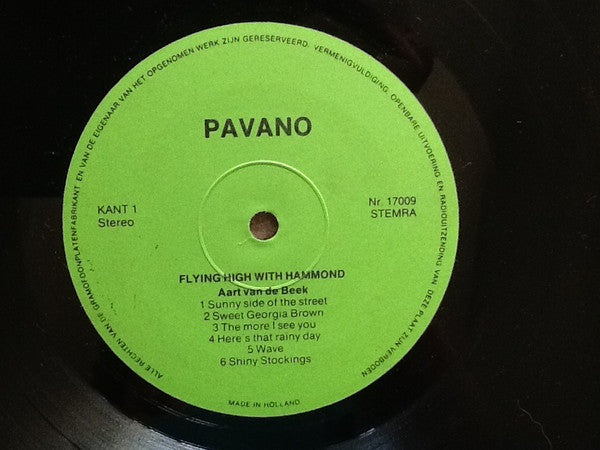 ALLE RECHTEN VAN DE GRAMOFOONPLATENFABRIKANT EN VAN DE EIGENAAR VAN HET OPGENOMEN WERK ZIJN GERESERVEERD. VERMENIGVULDIGING, OPENBARE UITVOERING EN RADIOUITZENDING VAN DEZE PLAAT ZIJN VERBODEN
PAVANO
KANT 1
Stereo
Nr. 17009
STEMRA
FLYING HIGH WITH HAMMOND
Aart van de Beek
1 Sunny side of the street
2 Sweet Georgia Brown
3 The more I see you
4 Here s that rainy day
5 Wave
6 Shiny Stockings
MADE IN HOLLAND